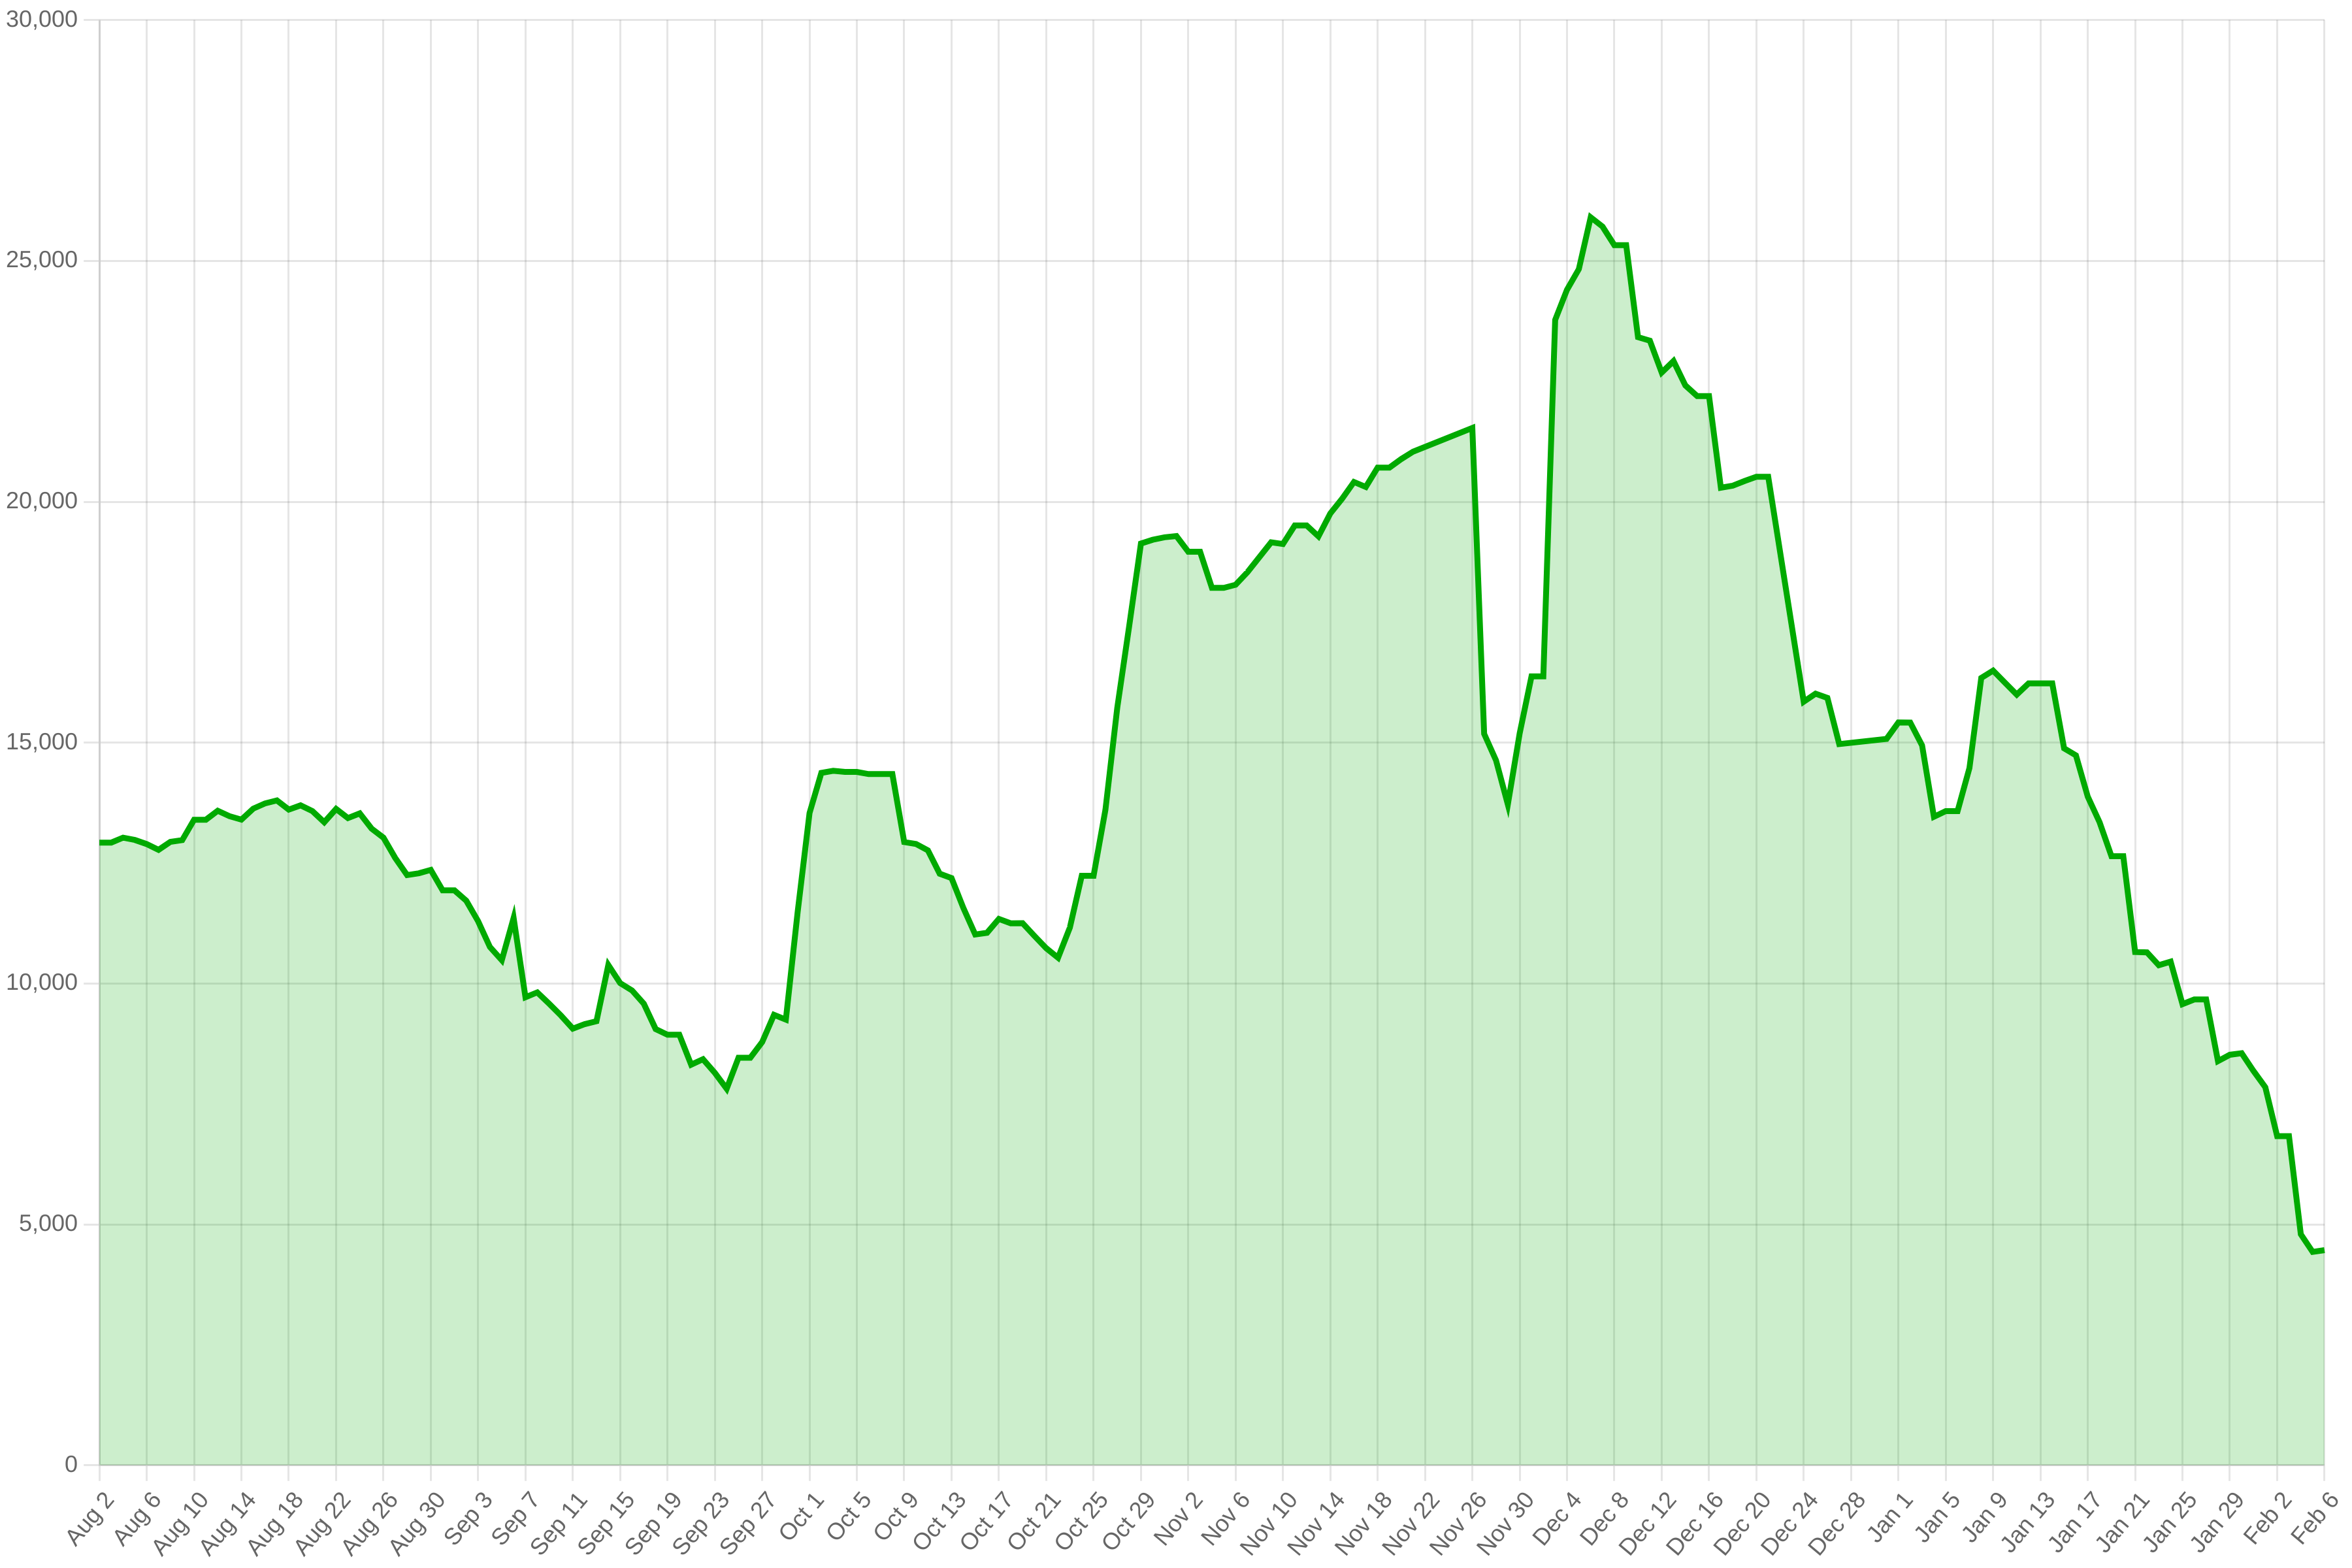 30,000
25,000
20,000
15,000
10,000
5,000
0
Aug 2
Aug 6
Aug 10
Aug 14
Aug 18
Aug 22
Aug 26
Aug 30
Sep 3
Sep 7
Sep 11
Sep 15
Sep 19
Sep 23
Sep 27
Oct 1
Oct 5
Oct 9
Oct 13
Oct 17
Oct 21
Oct 25
Oct 29
Nov 2
Nov 6
Nov 10
Nov 14
Nov 18
Nov 22
Nov 26
Nov 30
Dec 4
Dec 8
Dec 12
Dec 16
Dec 20
Dec 24
Dec 28
Jan 1
Jan 5
Jan 9
Jan 13
Jan 17
Jan 21
Jan 25
Jan 29
Feb 2
Feb 6